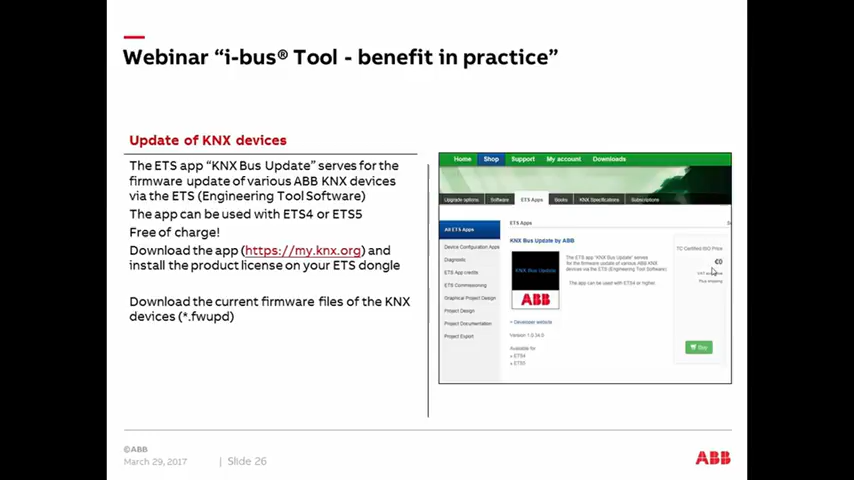 Webinar “i-bus® Tool - benefit in practice”
Update of KNX devices
The ETS app “KNX Bus Update” serves for the
firmware update of various ABB KNX devices
via the ETS (Engineering Tool Software)
The app can be used with ETS4 or ETS5
Free of charge!
Download the app (https://my.knx.org) and
install the product license on your ETS dongle
Download the current firmware files of the KNX
devices (*.fwupd)
Home Shop Support My account Downloads
Upgrade options Software ETS Apps Books KNX Specifications Subscriptions
All ETS Apps
Device Configuration Apps
Diagnostic
ETS App credits
ETS Commissioning
Graphical Project Design
Project Design
Project Documentation
Project Export
ETS Apps
KNX Bus Update by ABB
KNX Bus Update
ABB
The ETS app "KNX Bus Update" serves
for the firmware update of various ABB KNX
devices via the ETS (Engineering Tool Software)
The app can be used with ETS4 or higher.
+ Developer website
Version 1.0.34.0
Available for
ETS4
ETS5
Price
€0
Plus shipping
Buy
©ABB
March 29, 2017 | Slide 26
ABB